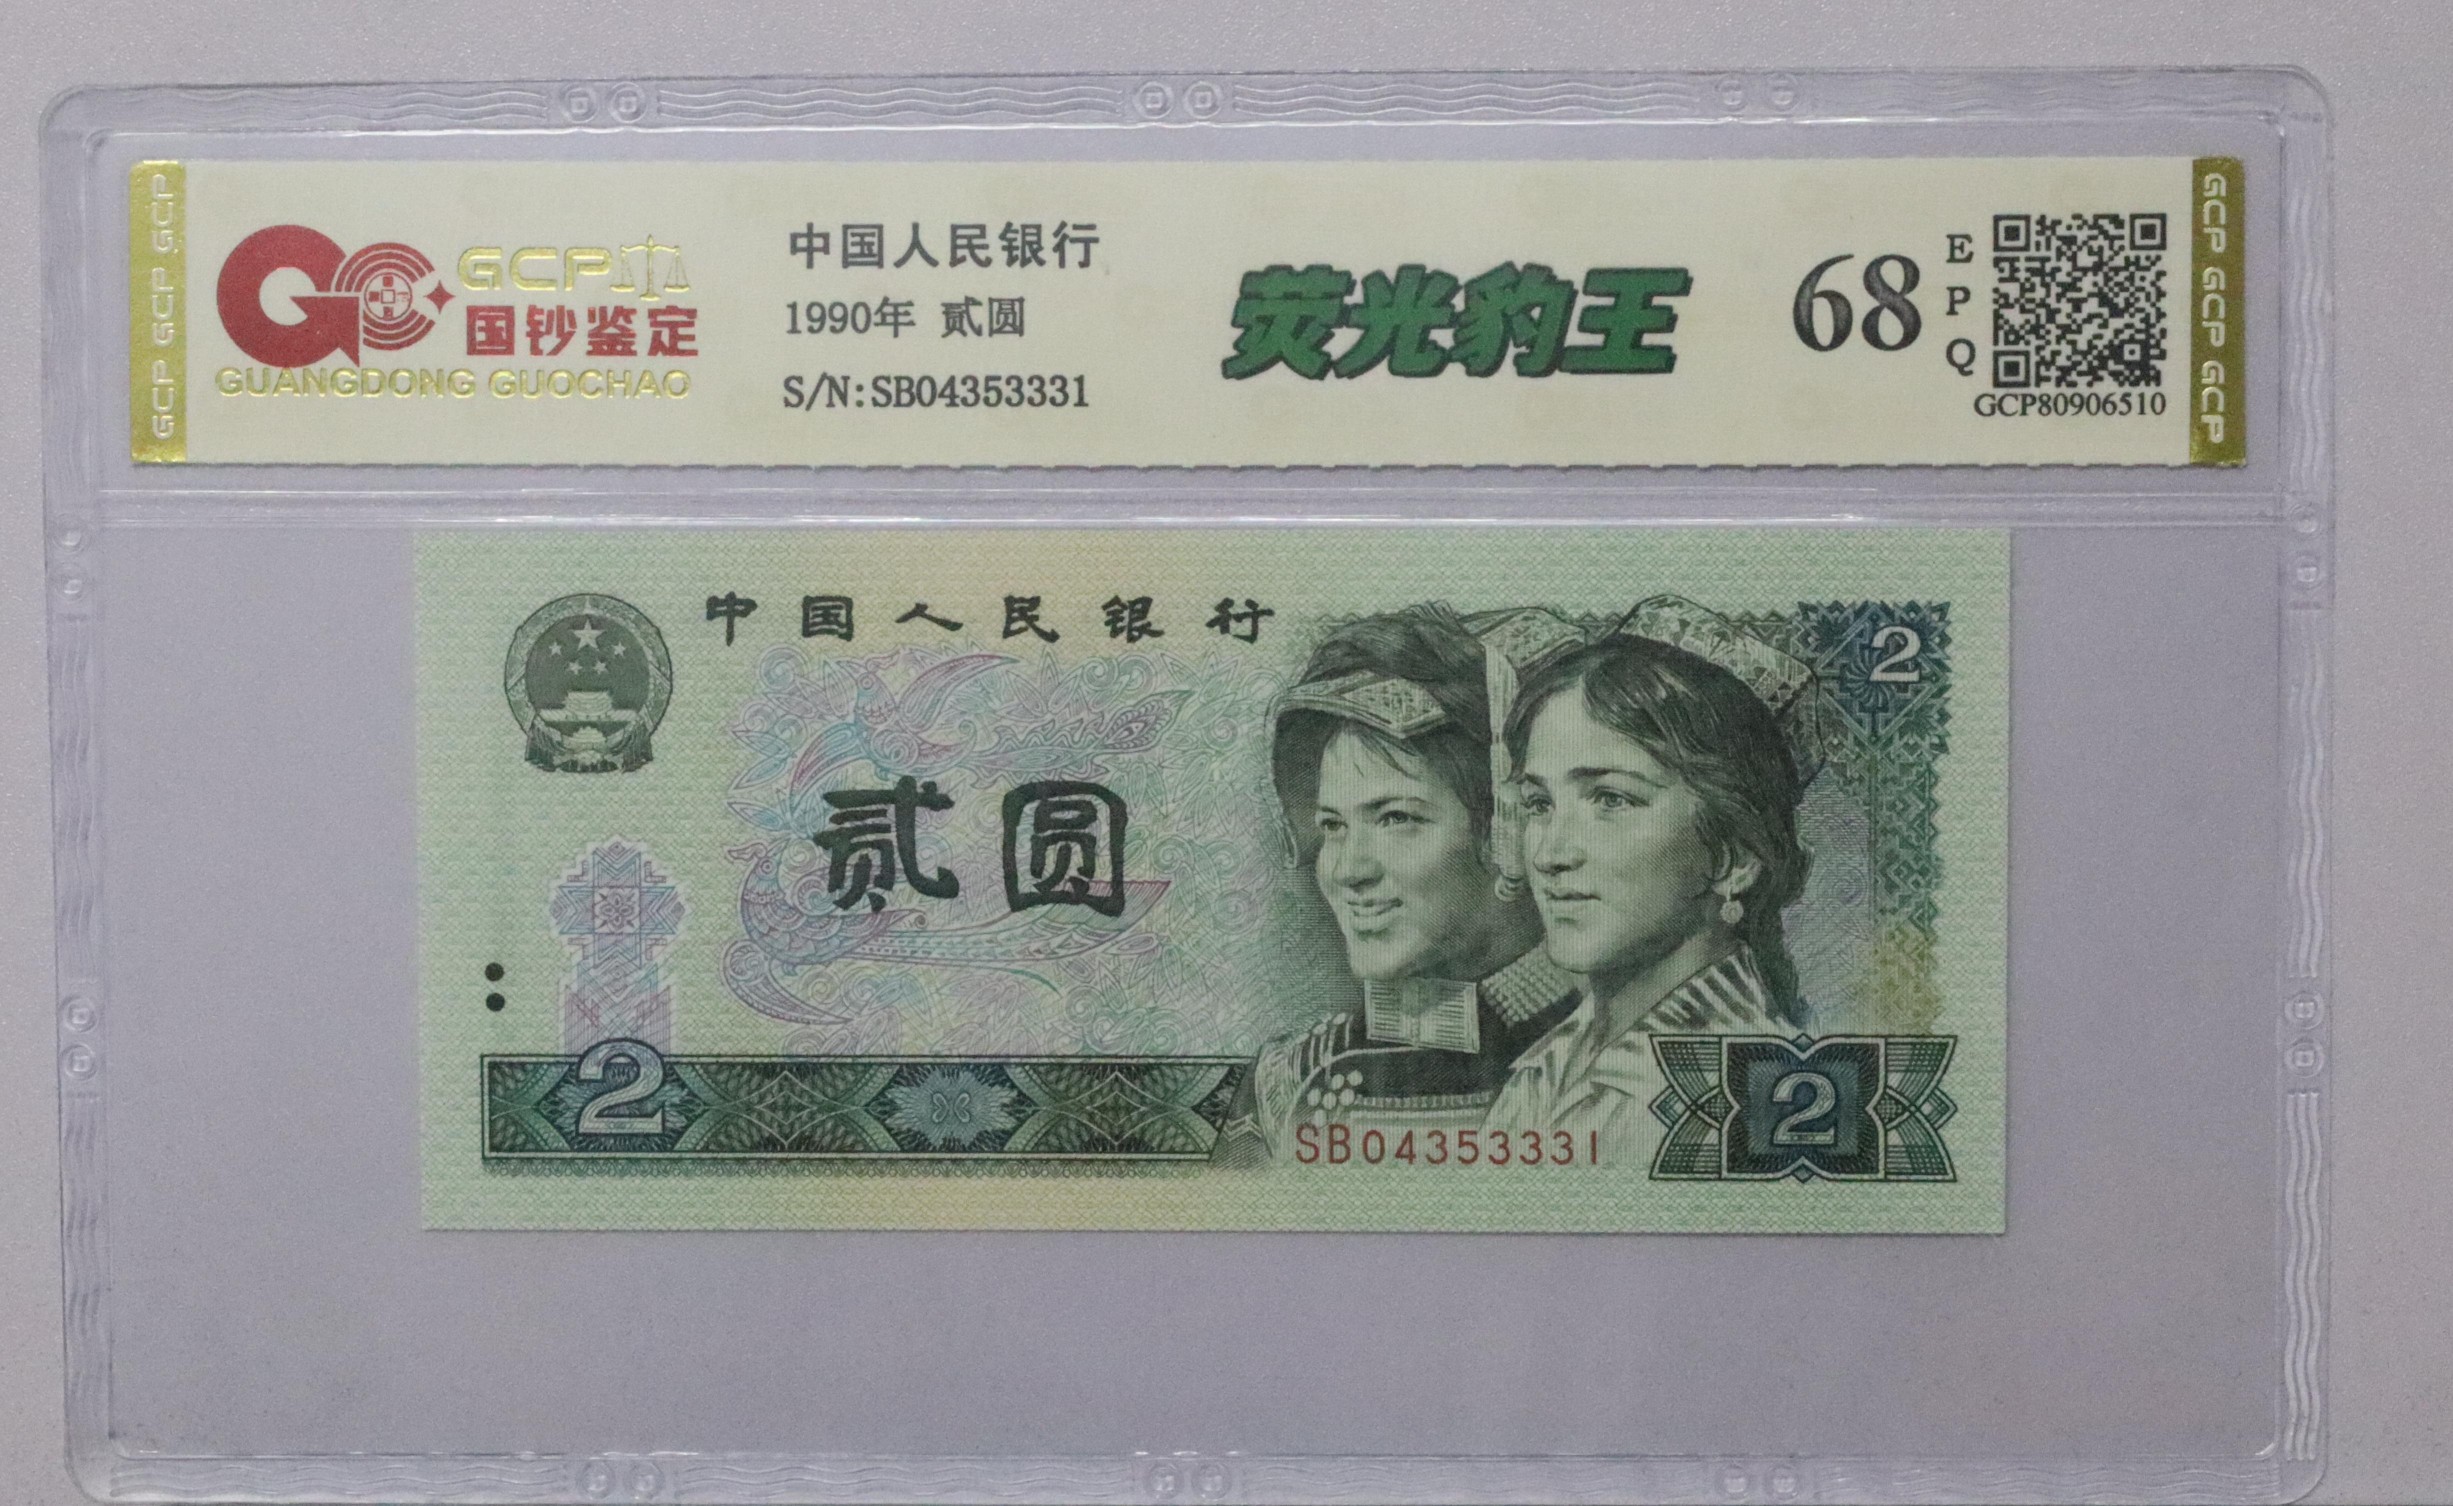 GCP GCP GCP
GCP
国钞鉴定
GUANGDONG GUOCHAO
中国人民银行
1990年 贰圆
S/N:SB04353331
荧光豹王
68
EPQ
GCP80906510
GCP GCP GCP GCP
中国人民银行
2
贰圆
2
SB04353331
2